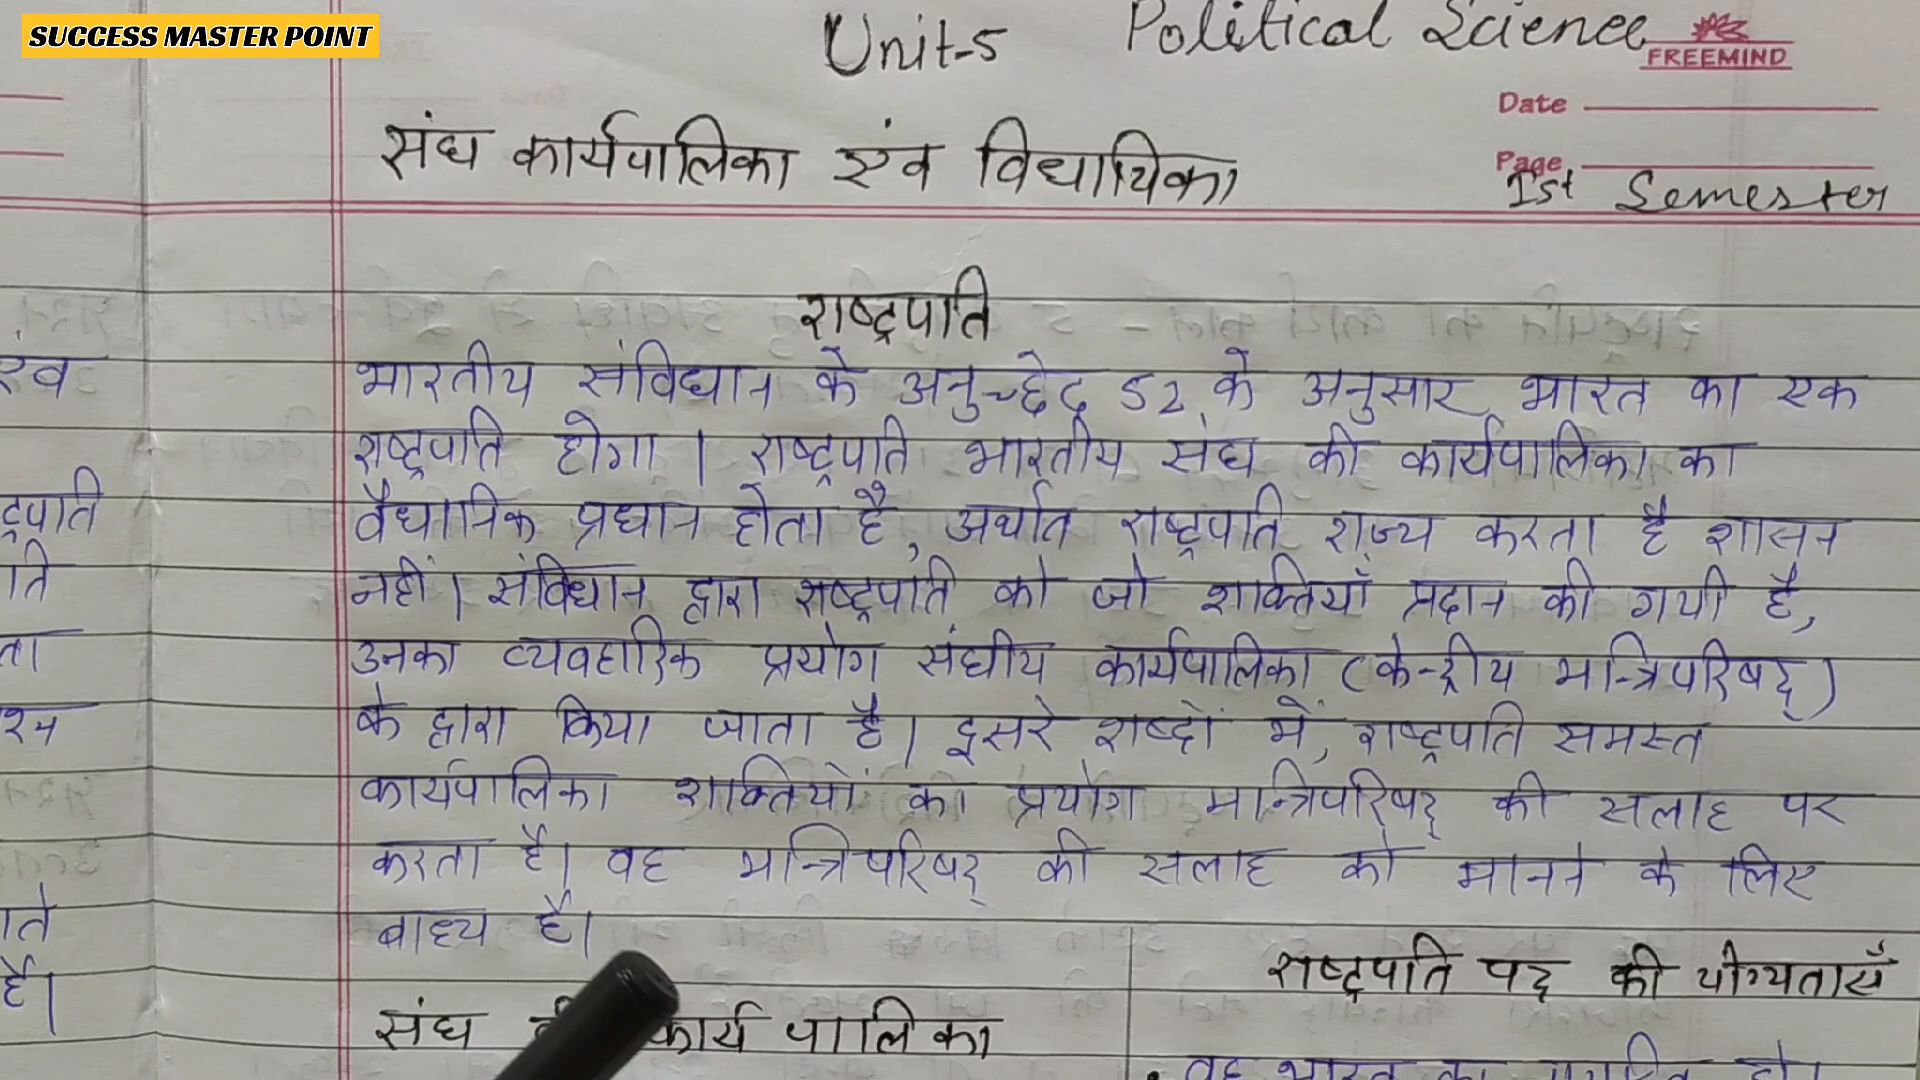 SUCCESS MASTER POINT
Unit-5 Political Science
FREEMIND
Date
संघ कार्यपालिका एंव विधायिका
Page
Ist Semester
राष्ट्रपति
भारतीय संविधान के अनुच्छेद 52 के अनुसार भारत का एक
राष्ट्रपति होगा। राष्ट्रपति भारतीय संघ की कार्यपालिका का
वैधानिक प्रधान होता है, अर्थात राष्ट्रपति राज्य करता है शासन
नहीं। संविधान द्वारा राष्ट्रपति को जो शक्तियाँ प्रदान की गयी है,
उनका व्यवहारिक प्रयोग संघीय कार्यपालिका (केन्द्रीय मन्त्रिपरिषद्)
के द्वारा किया जाता है। दूसरे शब्दों में, राष्ट्रपति समस्त
कार्यपालिका शक्तियों का प्रयोग मन्त्रिपरिषद् की सलाह पर
करता है। वह मन्त्रिपरिषद् की सलाह को मानने के लिए
बाध्य है।
राष्ट्रपति पद की योग्यताएँ
संघ कार्यपालिका
वह भारत का नागरिक हो।
एंव
है।